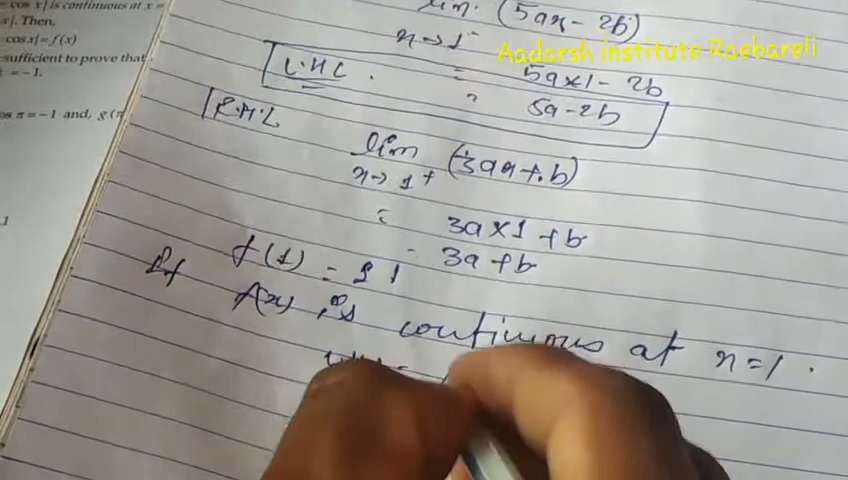 = cos x| is continuous at x =
x|. Then,
cos x| = f(x)
sufficient to prove that
= −1.
os π = −1 and, g (π
lim (5ax - 2b)
x→1⁻
Aadarsh institute Raebareli
L.H.L. = 5a×1 - 2b
= 5a-2b
R.H.L
lim (3ax+b)
x→1⁺
= 3a×1+b
= 3a+b
f(1) = 11
If f(x) is continuous at x=1.